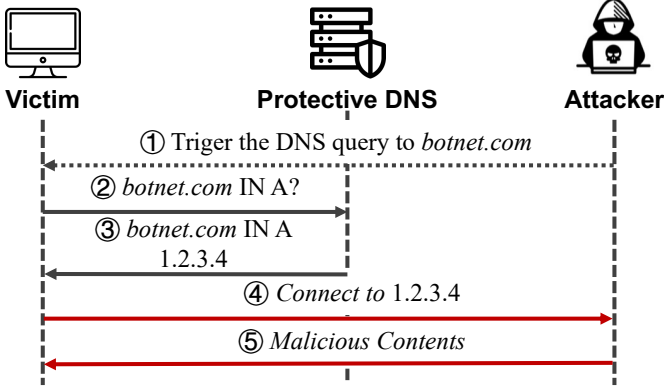 Victim
Protective DNS
Attacker
① Triger the DNS query to botnet.com
② botnet.com IN A?
③ botnet.com IN A
1.2.3.4
④ Connect to 1.2.3.4
⑤ Malicious Contents